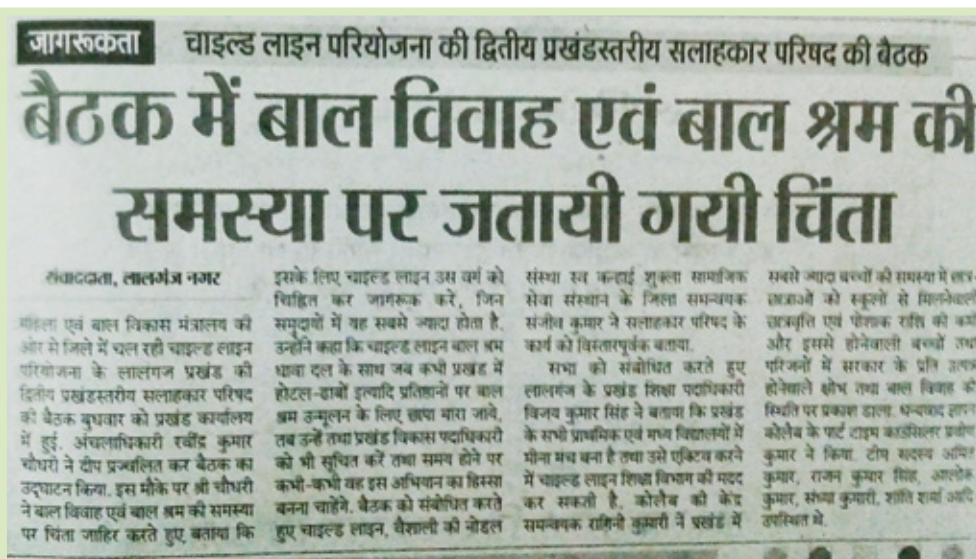 जागरूकता
चाइल्ड लाइन परियोजना की द्वितीय प्रखंडस्तरीय सलाहकार परिषद की बैठक
बैठक में बाल विवाह एवं बाल श्रम की
समस्या पर जतायी गयी चिंता
संवाददाता, लालगंज नगर
महिला एवं बाल विकास मंत्रालय की
ओर से जिले में चल रही चाइल्ड लाइन
परियोजना के लालगंज प्रखंड की
द्वितीय प्रखंडस्तरीय सलाहकार परिषद
की बैठक बुधवार को प्रखंड कार्यालय
में हुई. अंचलाधिकारी रवींद्र कुमार
चौधरी ने दीप प्रज्वलित कर बैठक का
उद्घाटन किया. इस मौके पर श्री चौधरी
ने बाल विवाह एवं बाल श्रम की समस्या
पर चिंता जाहिर करते हुए बताया कि
इसके लिए चाइल्ड लाइन उस वर्ग को
चिह्नित कर जागरूक करें, जिन
समुदायों में यह सबसे ज्यादा होता है.
उन्होंने कहा कि चाइल्ड लाइन बाल श्रम
धावा दल के साथ जब कभी प्रखंड में
होटल-ढाबों इत्यादि प्रतिष्ठानों पर बाल
श्रम उन्मूलन के लिए छापा मारा जाये,
तब उन्हें तथा प्रखंड विकास पदाधिकारी
को भी सूचित करें तथा समय होने पर
कभी-कभी वह इस अभियान का हिस्सा
बनना चाहेंगे. बैठक को संबोधित करते
हुए चाइल्ड लाइन, वैशाली की नोडल
संस्था स्व कन्हाई शुक्ला सामाजिक
सेवा संस्थान के जिला समन्वयक
संजीव कुमार ने सलाहकार परिषद के
कार्य को विस्तारपूर्वक बताया.
सभा को संबोधित करते हुए
लालगंज के प्रखंड शिक्षा पदाधिकारी
विजय कुमार सिंह ने बताया कि प्रखंड
के सभी प्राथमिक एवं मध्य विद्यालयों में
मीना मंच बना है तथा उसे एक्टिव करने
में चाइल्ड लाइन शिक्षा विभाग की मदद
कर सकती है. कोलैब की केंद्र
समन्वयक रागिनी कुमारी ने प्रखंड में
सबसे ज्यादा बच्चों की समस्या में छात्र-
छात्राओं को स्कूलों से मिलनेवाली
छात्रवृत्ति एवं पोशाक राशि की कमी
और इससे होनेवाली बच्चों तथा
परिजनों में सरकार के प्रति उत्पन्न
होनेवाले क्षोभ तथा बाल विवाह की
स्थिति पर प्रकाश डाला. धन्यवाद ज्ञापन
कोलैब के पार्ट टाइम काउंसिलर प्रमोद
कुमार ने किया. टीम सदस्य अमित
कुमार, राजन कुमार सिंह, आलोक
कुमार, संध्या कुमारी, शांति शर्मा आदि
उपस्थित थे.